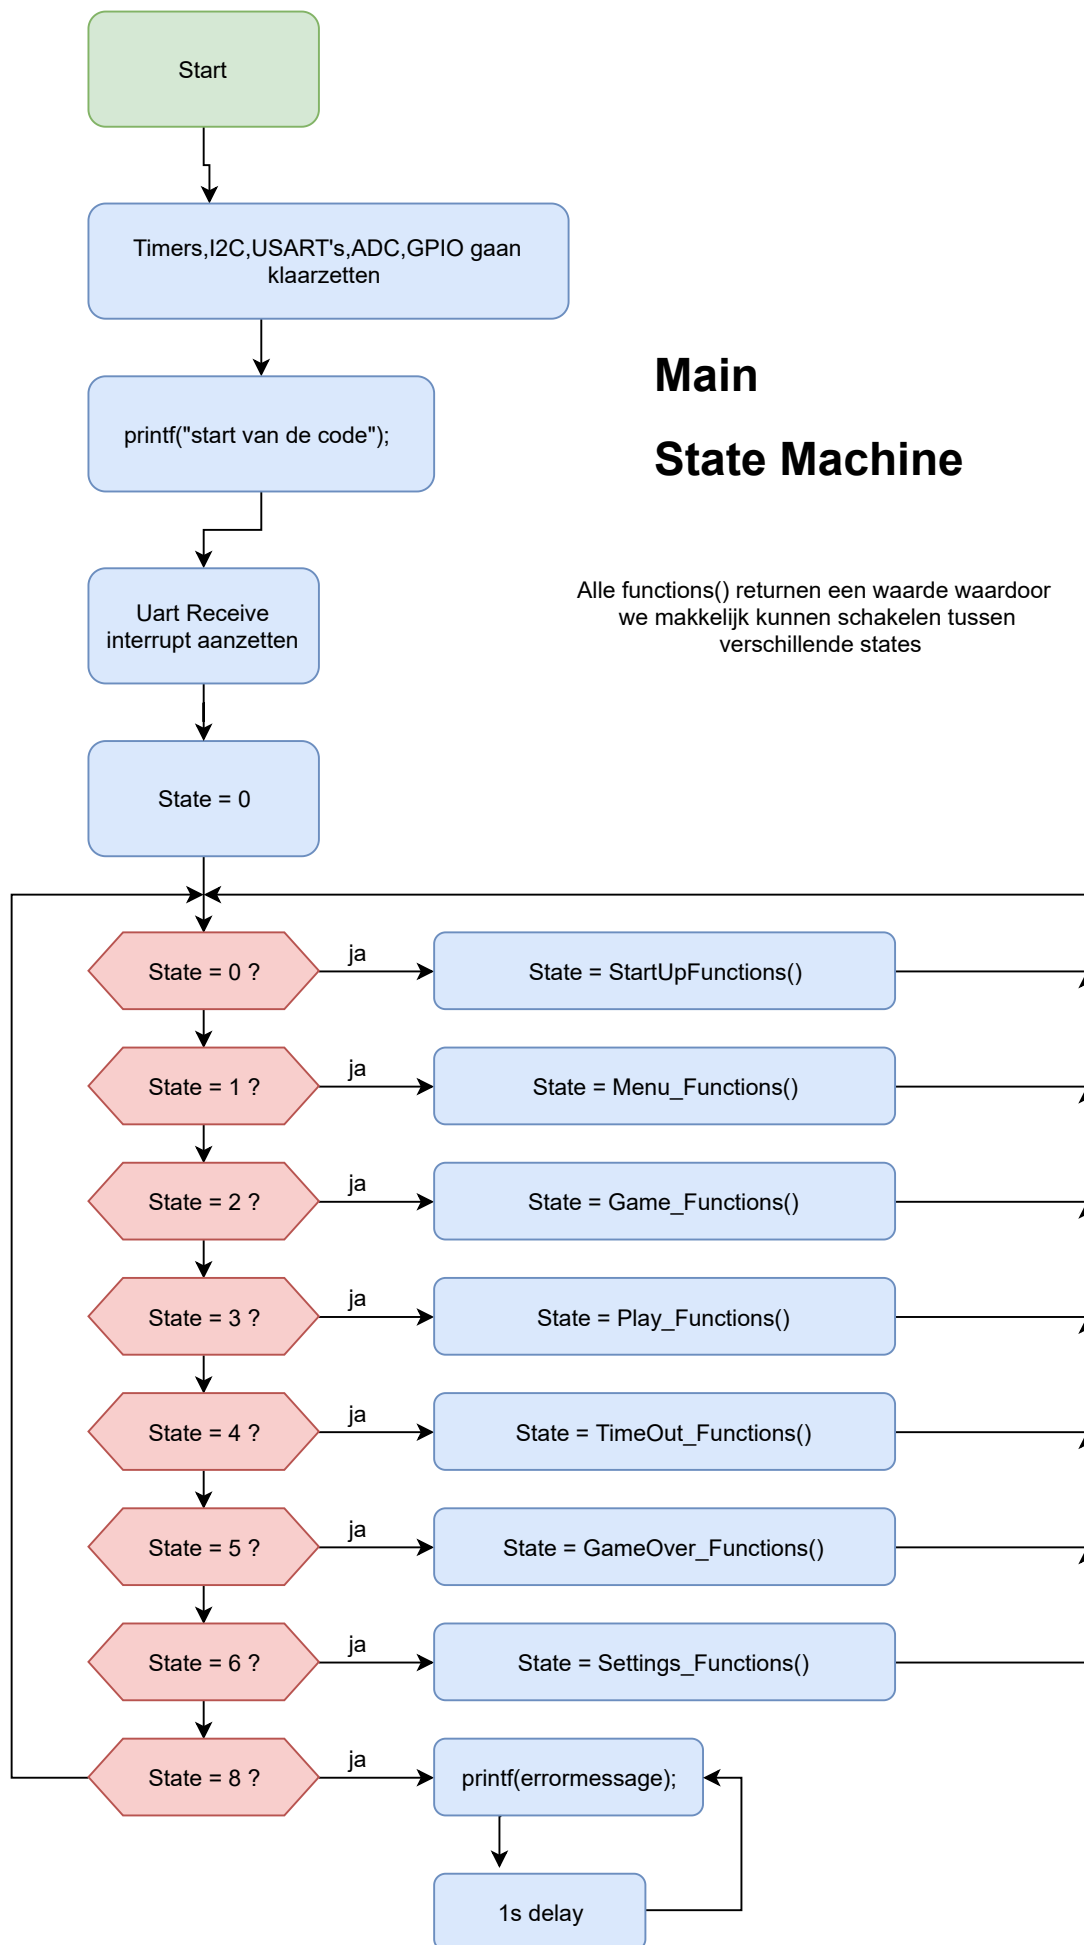 Start
Timers,I2C,USART's,ADC,GPIO gaan
klaarzetten
printf("start van de code");
Main
State Machine
Uart Receive
interrupt aanzetten
Alle functions() returnen een waarde waardoor
we makkelijk kunnen schakelen tussen
verschillende states
State = 0
State = 0 ?
ja
State = StartUpFunctions()
State = 1 ?
ja
State = Menu_Functions()
State = 2 ?
ja
State = Game_Functions()
State = 3 ?
ja
State = Play_Functions()
State = 4 ?
ja
State = TimeOut_Functions()
State = 5 ?
ja
State = GameOver_Functions()
State = 6 ?
ja
State = Settings_Functions()
State = 8 ?
ja
printf(errormessage);
1s delay